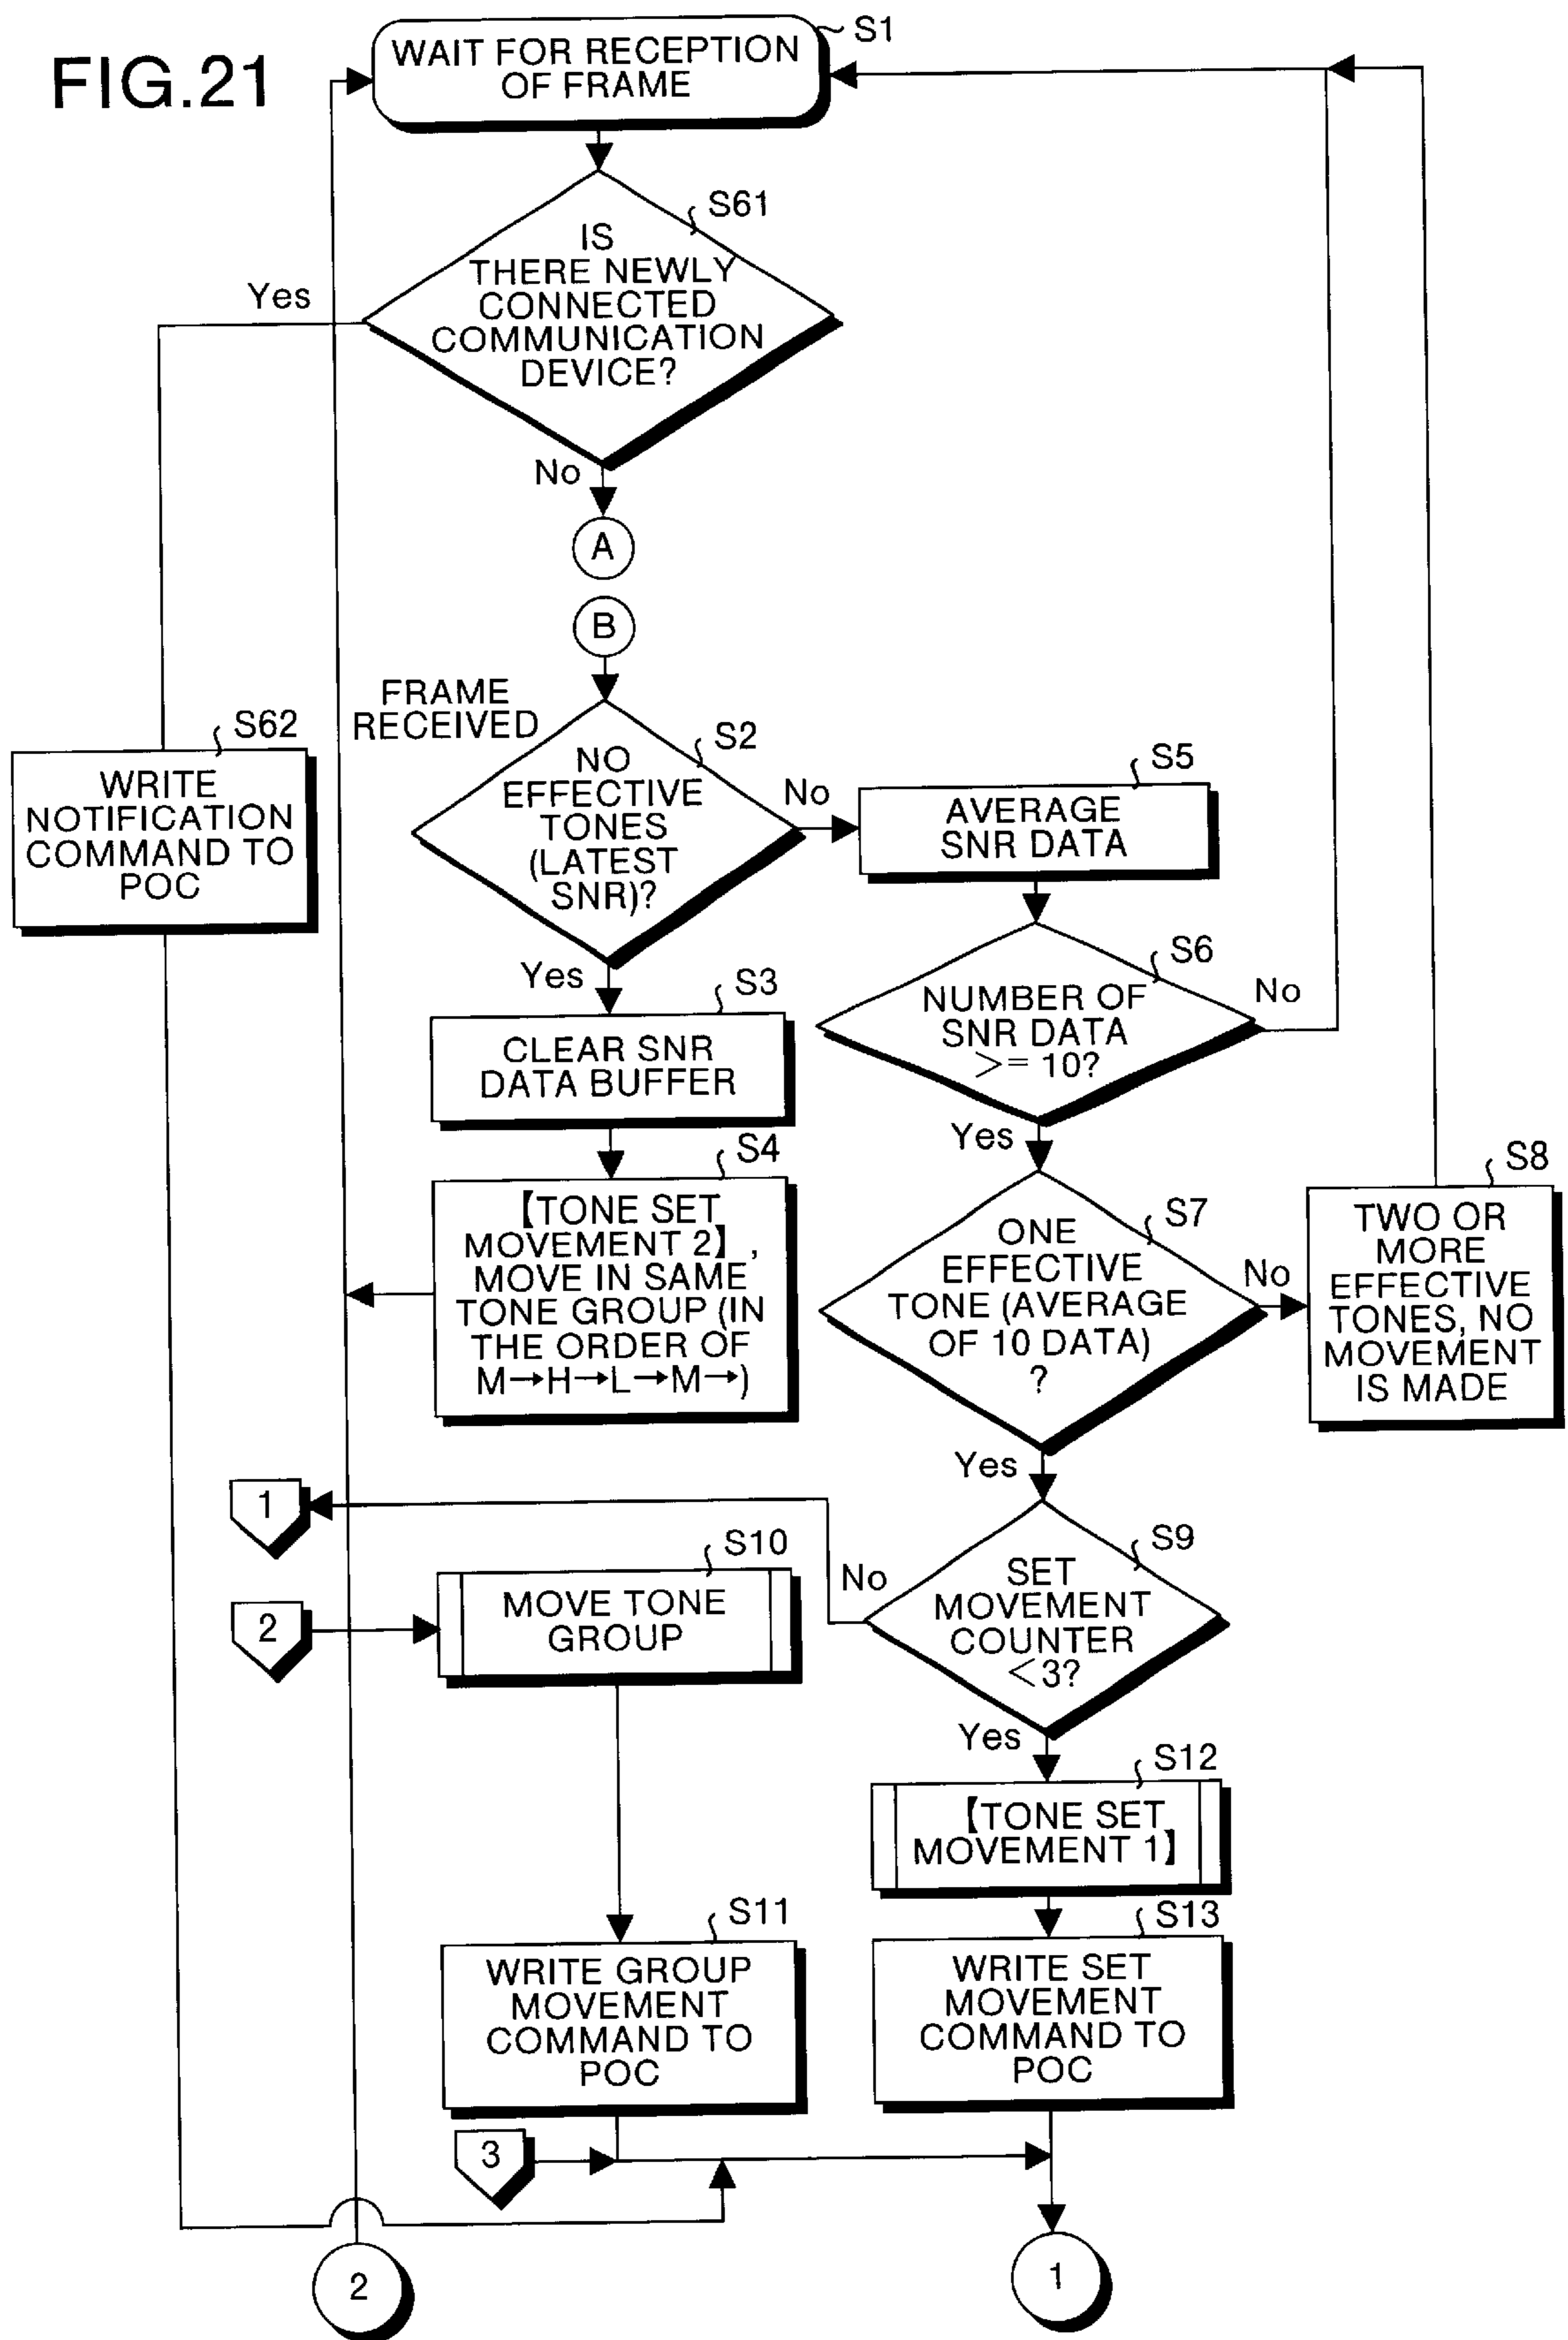 FIG.21
WAIT FOR RECEPTION
OF FRAME
S1
S61
IS
THERE NEWLY
CONNECTED
COMMUNICATION
DEVICE?
Yes
No
A
B
FRAME
RECEIVED
S62
WRITE
NOTIFICATION
COMMAND TO
POC
S2
NO
EFFECTIVE
TONES
(LATEST
SNR)?
No
Yes
S5
AVERAGE
SNR DATA
S6
NUMBER OF
SNR DATA
>= 10?
No
Yes
S3
CLEAR SNR
DATA BUFFER
S4
【TONE SET
MOVEMENT 2】,
MOVE IN SAME
TONE GROUP (IN
THE ORDER OF
M→H→L→M→)
S7
ONE
EFFECTIVE
TONE (AVERAGE
OF 10 DATA)
?
No
Yes
S8
TWO OR
MORE
EFFECTIVE
TONES, NO
MOVEMENT
IS MADE
1
S9
SET
MOVEMENT
COUNTER
<3?
No
Yes
2
S10
MOVE TONE
GROUP
S12
【TONE SET
MOVEMENT 1】
S11
WRITE GROUP
MOVEMENT
COMMAND TO
POC
S13
WRITE SET
MOVEMENT
COMMAND TO
POC
3
2
1